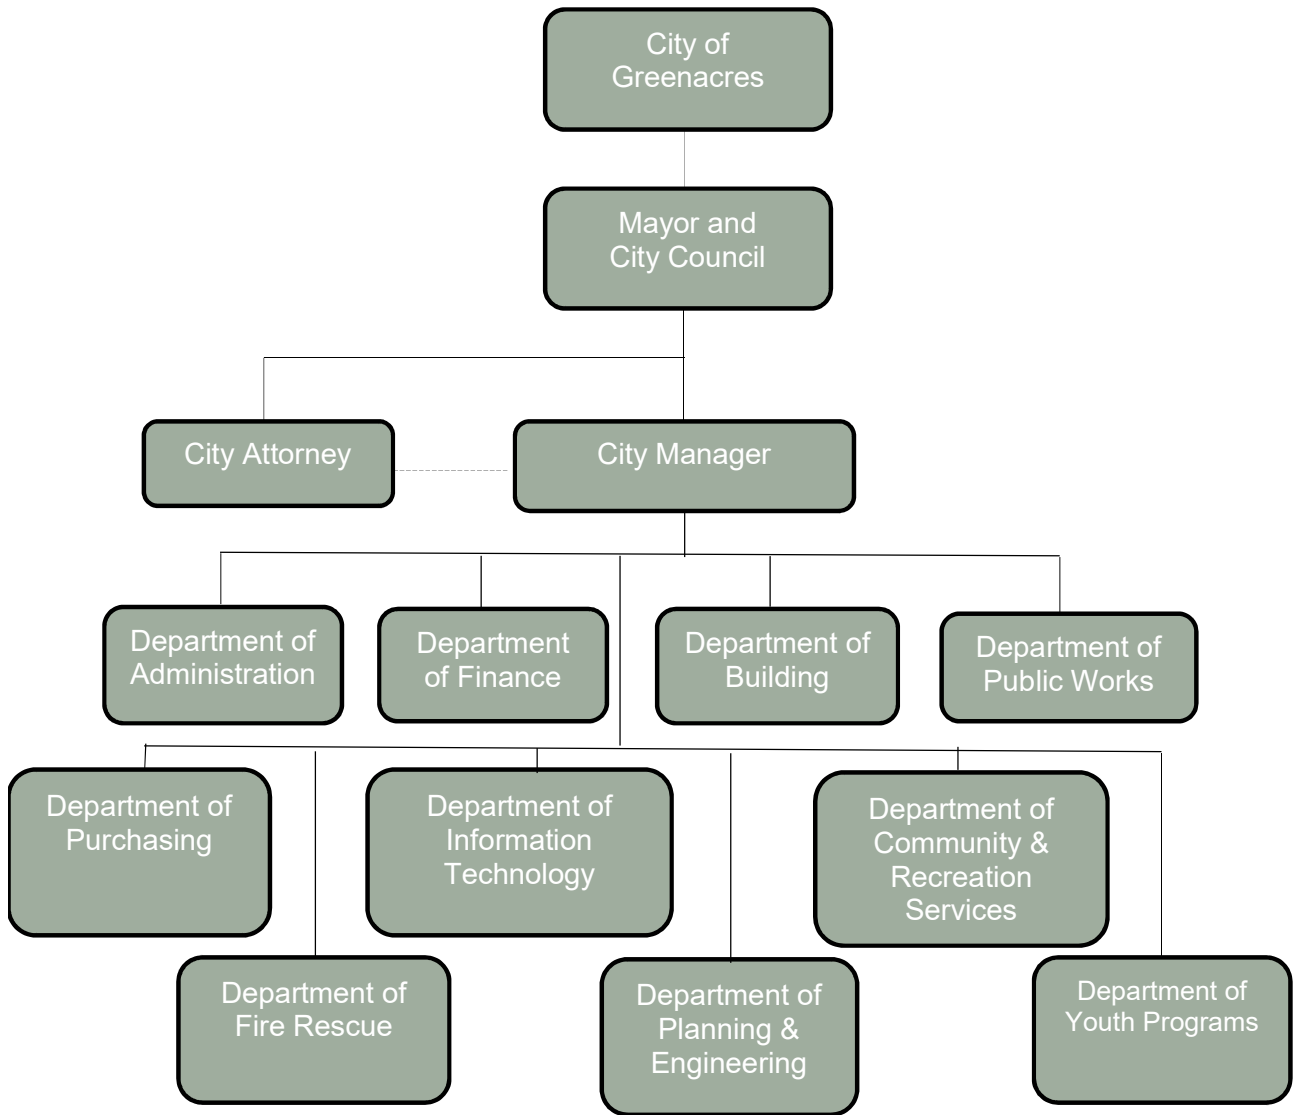 City of
Greenacres
Mayor and
City Council
City Attorney
City Manager
Department of
Administration
Department
of Finance
Department of
Building
Department of
Public Works
Department of
Purchasing
Department of
Information
Technology
Department of
Community &
Recreation
Services
Department of
Fire Rescue
Department of
Planning &
Engineering
Department of
Youth Programs